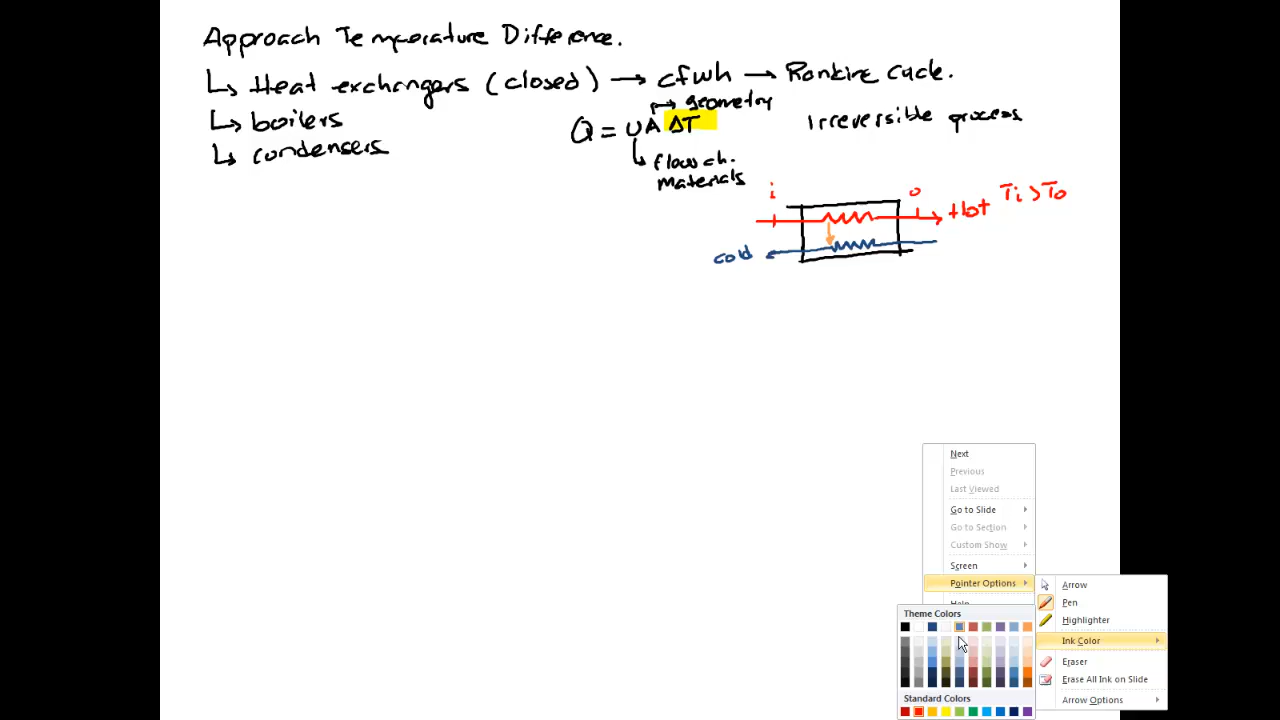 Approach Temperature Difference.
↳ Heat exchangers (closed) → cfwh → Rankine cycle.
↳ boilers
↳ condensers
→ geometry
Q = UA ΔT
↳ flow ch.
materials
Irreversible process
i
o
Hot
Ti > To
cold
Next
Previous
Last Viewed
Go to Slide
Go to Section
Custom Show
Screen
Pointer Options
Help
Arrow
Pen
Highlighter
Ink Color
Eraser
Erase All Ink on Slide
Arrow Options
Theme Colors
Standard Colors